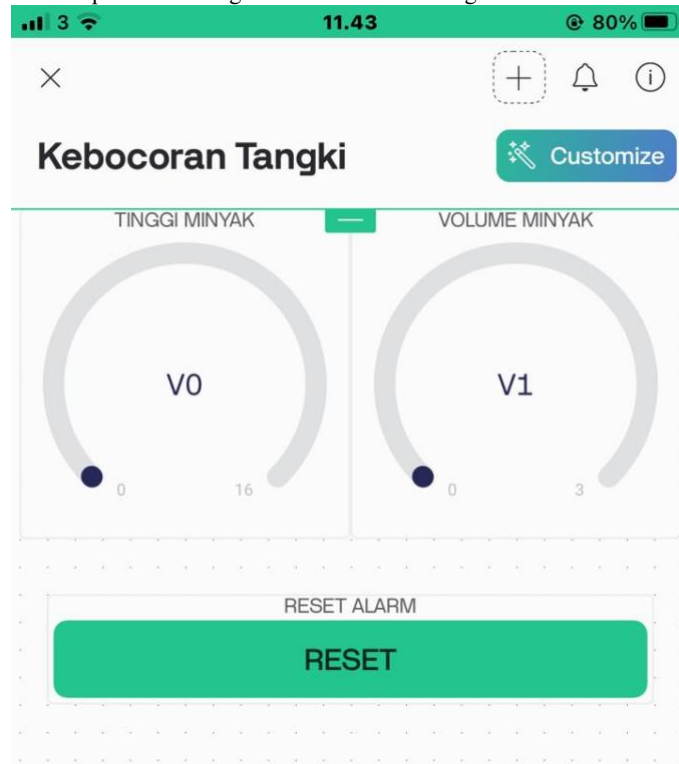 3 11.43 80%
Kebocoran Tangki Customize
TINGGI MINYAK VOLUME MINYAK
V0 V1
0 16 0 3
RESET ALARM
RESET